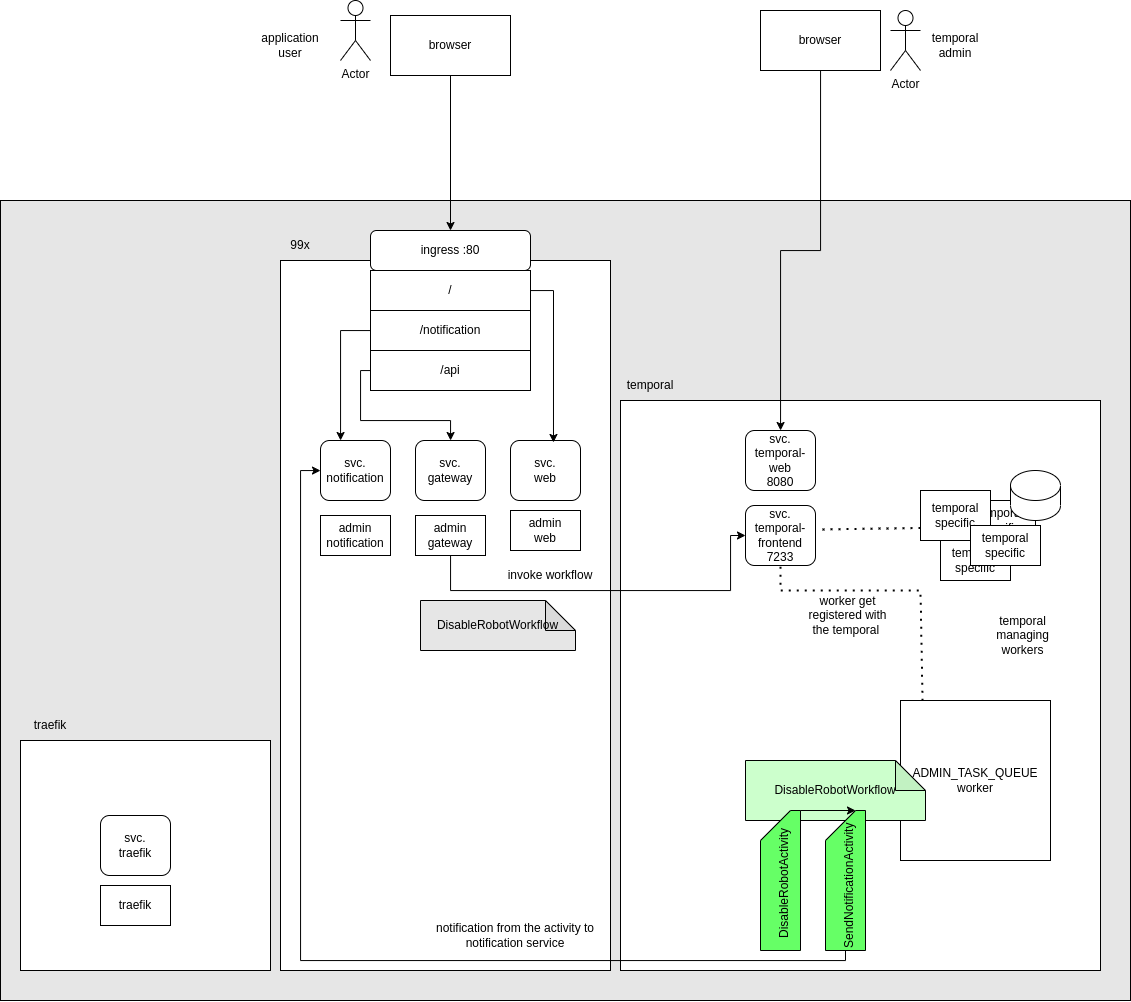 application
user
Actor
browser
browser
Actor
temporal
admin
99x
ingress :80
/
/notification
/api
svc.
notification
svc.
gateway
svc.
web
admin
notification
admin
gateway
admin
web
invoke workflow
DisableRobotWorkflow
temporal
svc.
temporal-
web
8080
svc.
temporal-
frontend
7233
temporal
specific
temporal
specific
specific
worker get
registered with
the temporal
temporal
managing
workers
ADMIN_TASK_QUEUE
worker
DisableRobotWorkflow
DisableRobotActivity
SendNotificationActivity
notification from the activity to
notification service
traefik
svc.
traefik
traefik